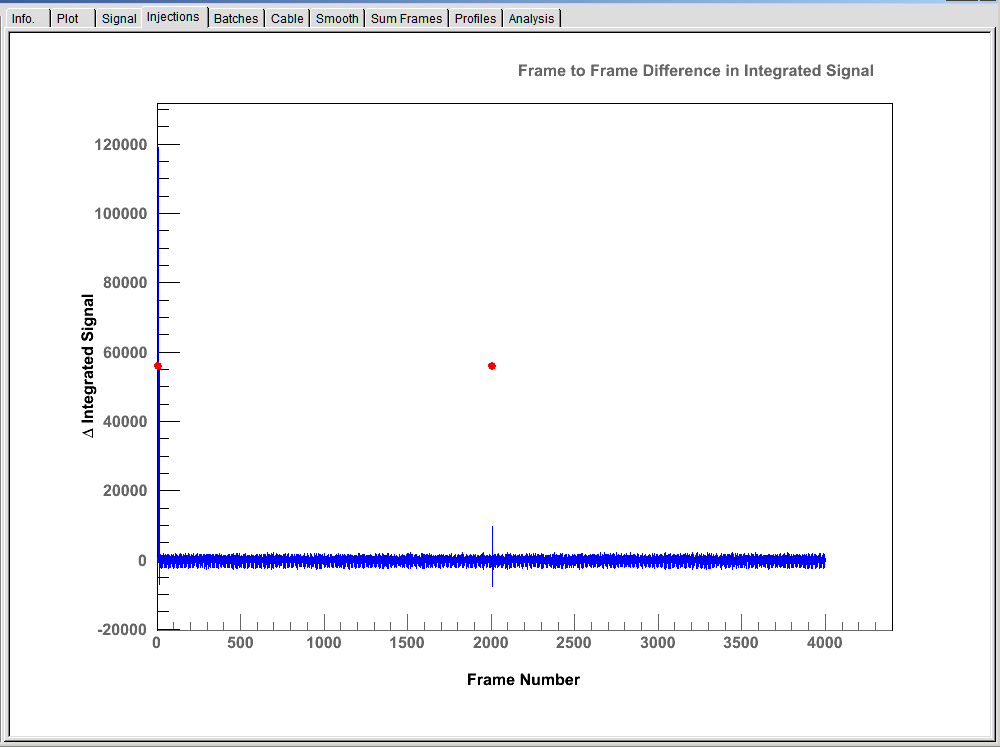 Info. Plot Signal Injections Batches Cable Smooth Sum Frames Profiles Analysis
Frame to Frame Difference in Integrated Signal
120000
100000
80000
60000
40000
20000
0
-20000
Δ Integrated Signal
0 500 1000 1500 2000 2500 3000 3500 4000
Frame Number